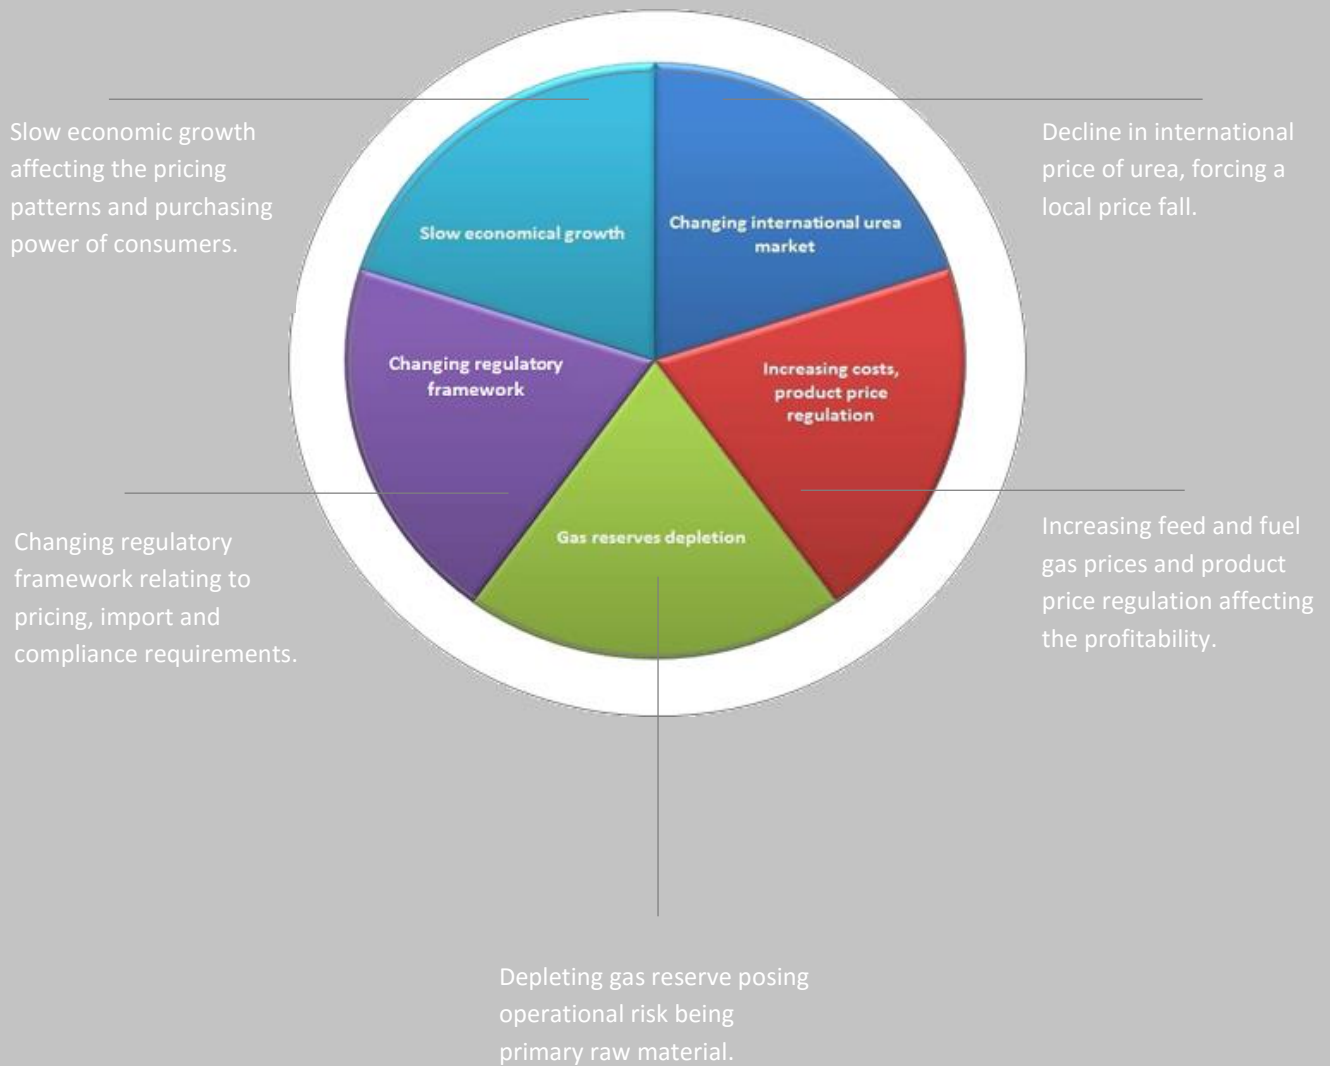 Slow economic growth
affecting the pricing
patterns and purchasing
power of consumers.
Decline in international
price of urea, forcing a
local price fall.
Slow economical growth
Changing international urea
market
Changing regulatory
framework
Increasing costs,
product price
regulation
Gas reserves depletion
Changing regulatory
framework relating to
pricing, import and
compliance requirements.
Increasing feed and fuel
gas prices and product
price regulation affecting
the profitability.
Depleting gas reserve posing
operational risk being
primary raw material.